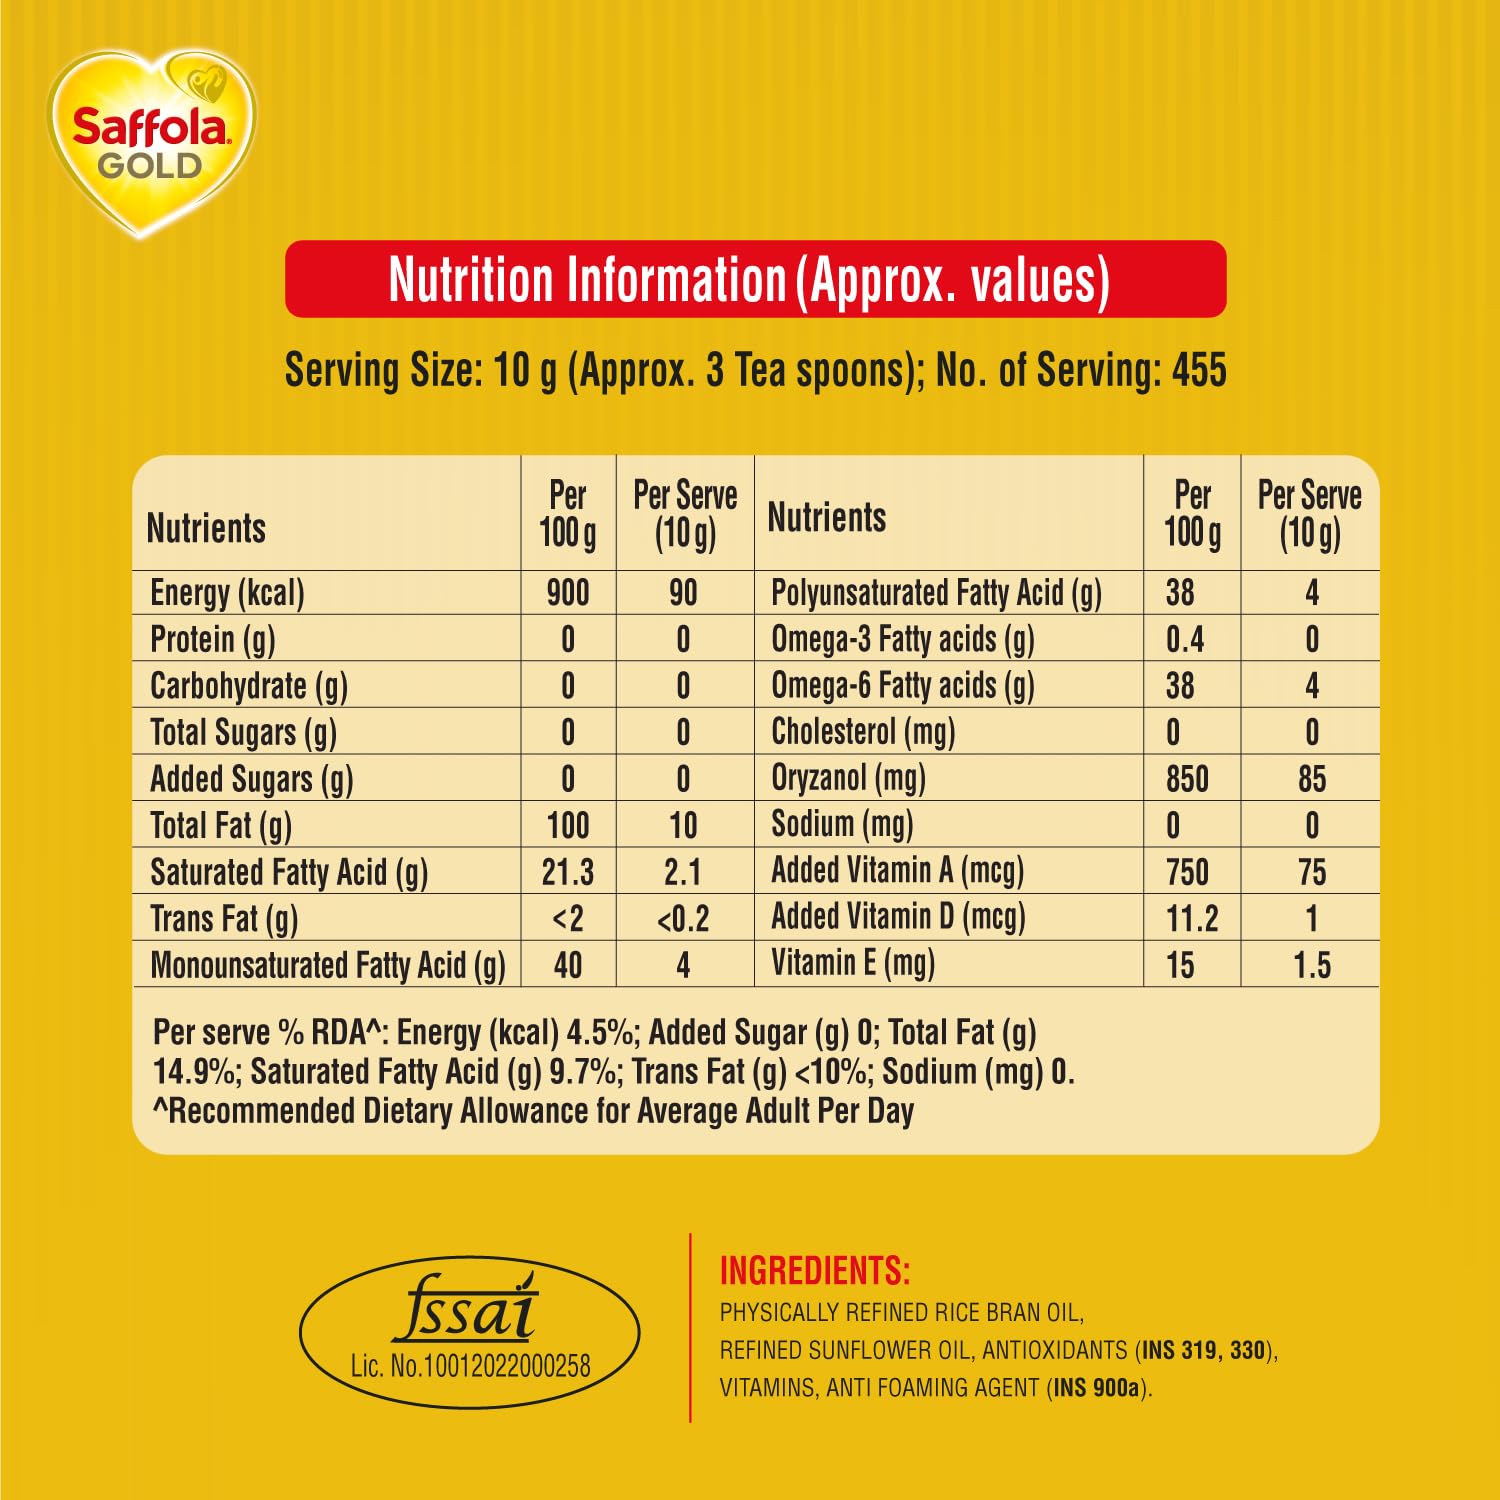 Saffola
GOLD
Nutrition Information (Approx. values)
Serving Size: 10 g (Approx. 3 Tea spoons); No. of Serving: 455
Nutrients Per 100 g Per Serve (10 g) Nutrients Per 100 g Per Serve (10 g)
Energy (kcal) 900 90 Polyunsaturated Fatty Acid (g) 38 4
Protein (g) 0 0 Omega-3 Fatty acids (g) 0.4 0
Carbohydrate (g) 0 0 Omega-6 Fatty acids (g) 38 4
Total Sugars (g) 0 0 Cholesterol (mg) 0 0
Added Sugars (g) 0 0 Oryzanol (mg) 850 85
Total Fat (g) 100 10 Sodium (mg) 0 0
Saturated Fatty Acid (g) 21.3 2.1 Added Vitamin A (mcg) 750 75
Trans Fat (g) <2 <0.2 Added Vitamin D (mcg) 11.2 1
Monounsaturated Fatty Acid (g) 40 4 Vitamin E (mg) 15 1.5
Per serve % RDA^: Energy (kcal) 4.5%; Added Sugar (g) 0; Total Fat (g)
14.9%; Saturated Fatty Acid (g) 9.7%; Trans Fat (g) <10%; Sodium (mg) 0.
^Recommended Dietary Allowance for Average Adult Per Day
fssai
Lic. No.10012022000258
INGREDIENTS:
PHYSICALLY REFINED RICE BRAN OIL,
REFINED SUNFLOWER OIL, ANTIOXIDANTS (INS 319, 330),
VITAMINS, ANTI FOAMING AGENT (INS 900a).